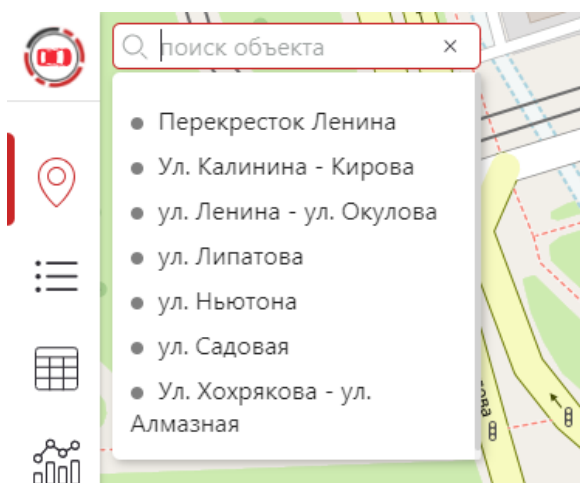 поиск объекта
Перекресток Ленина
Ул. Калинина - Кирова
ул. Ленина - ул. Окулова
ул. Липатова
ул. Ньютона
ул. Садовая
Ул. Хохрякова - ул.
Алмазная